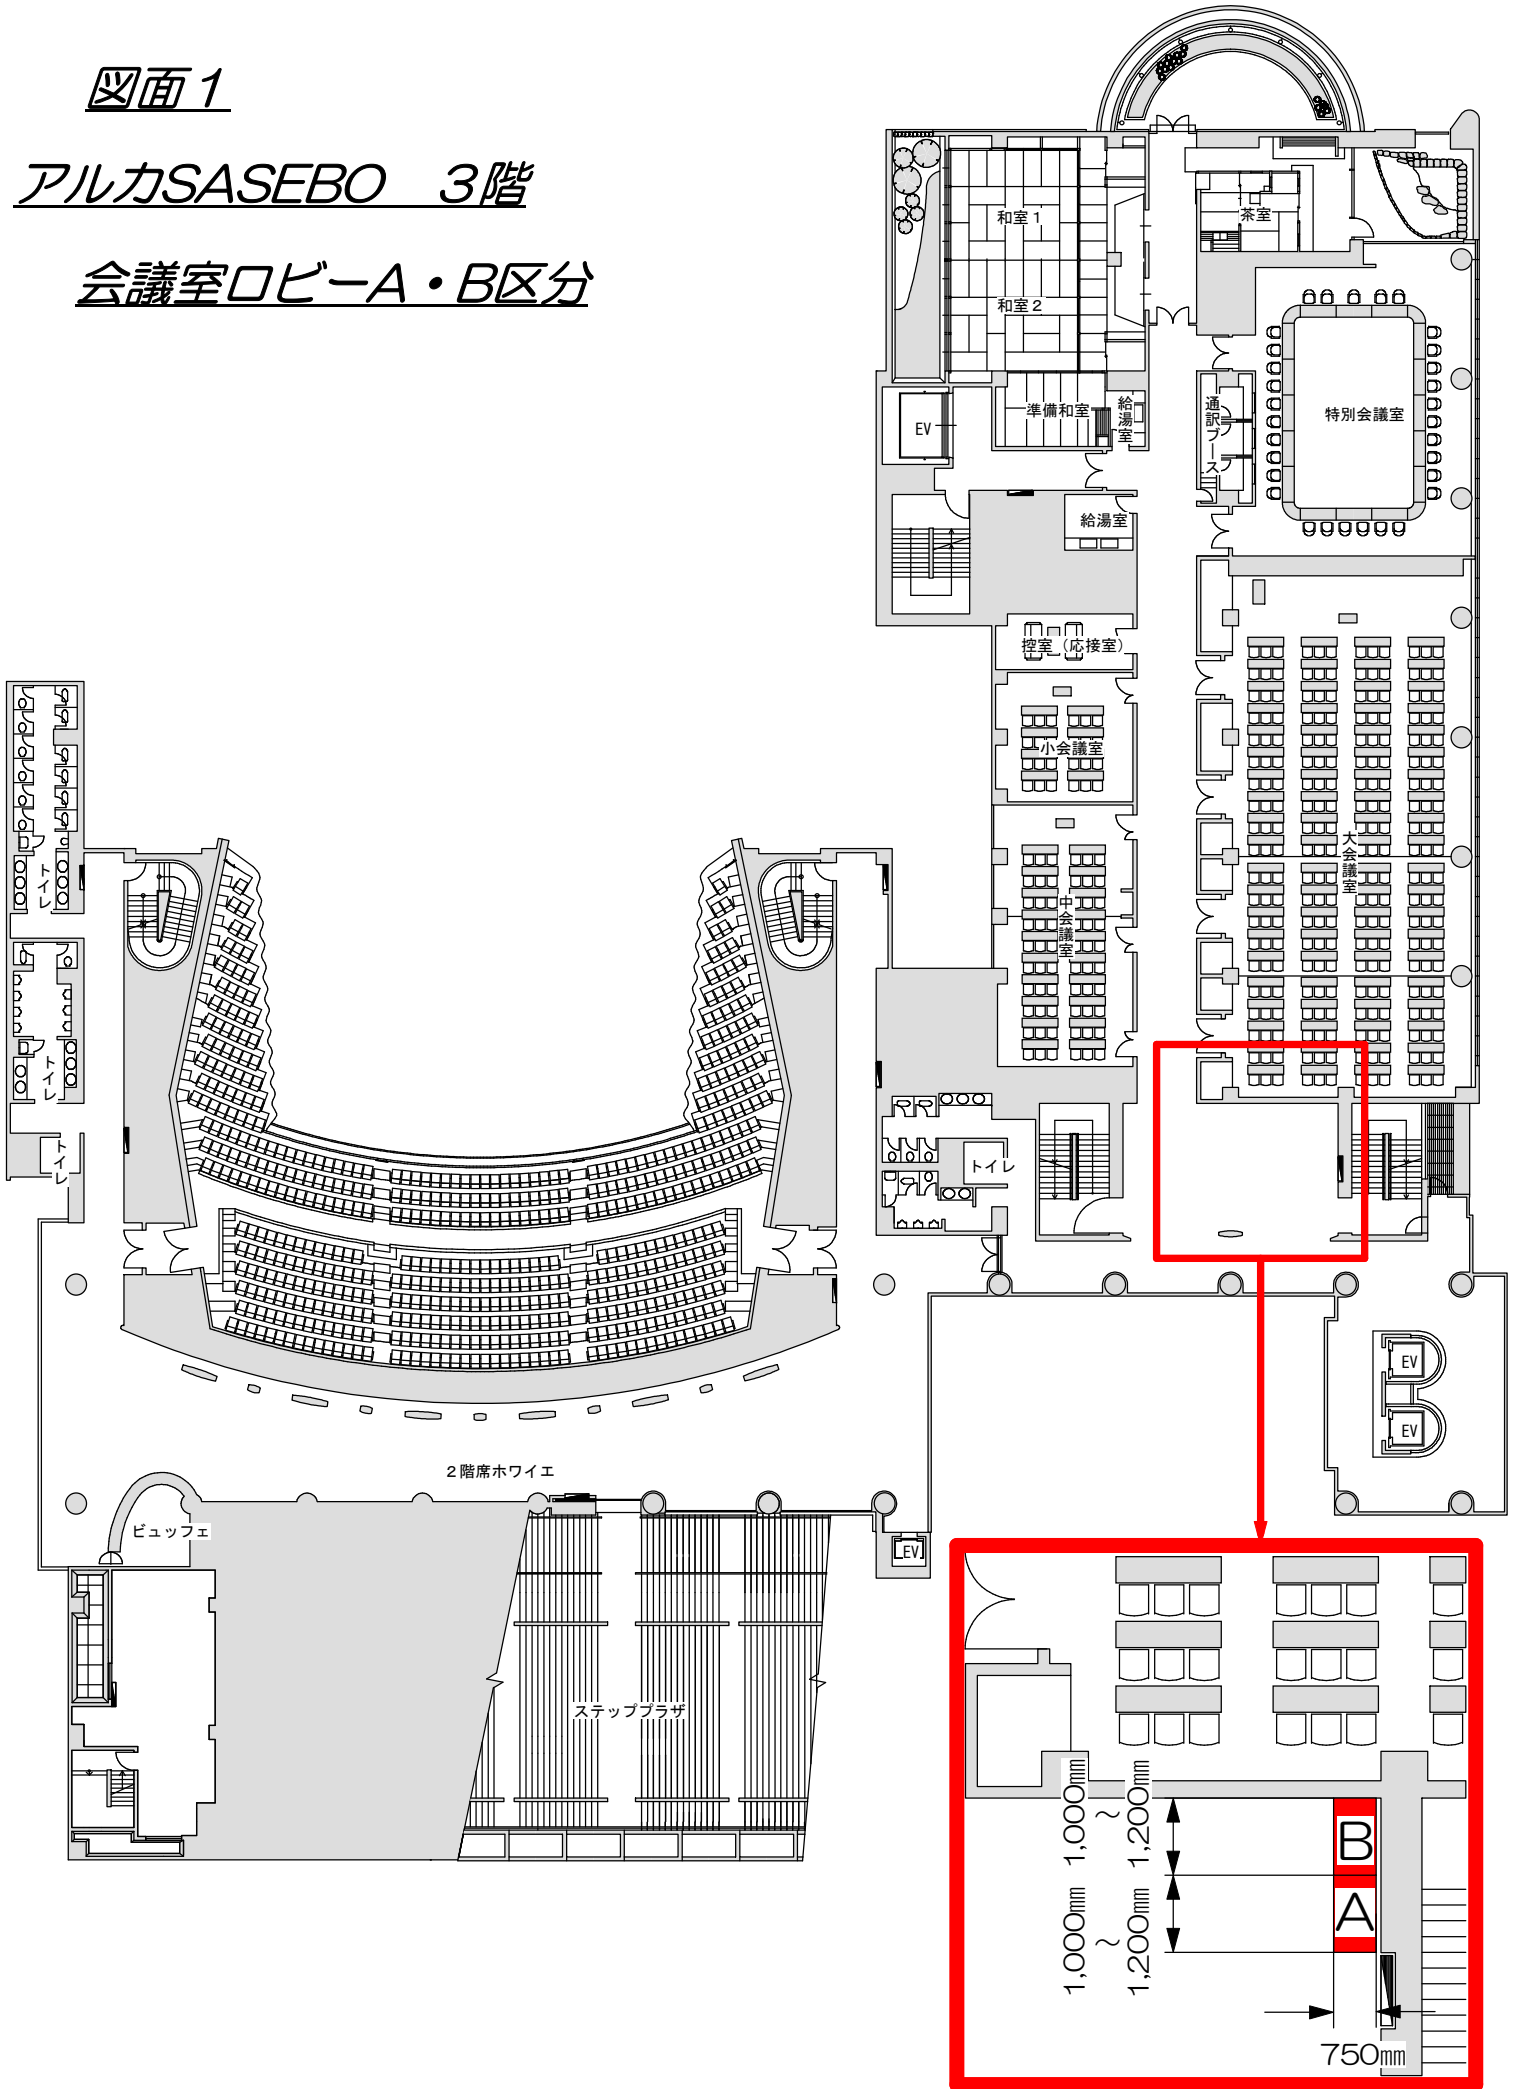 図面１
アルカSASEBO　３階
会議室ロビーA・B区分
和室１
和室２
茶室
準備和室
給湯室
EV
通訳ブース
特別会議室
給湯室
控室（応接室）
小会議室
中会議室
大会議室
トイレ
トイレ
トイレ
トイレ
EV
EV
２階席ホワイエ
ビュッフェ
EV
ステッププラザ
1,000㎜～1,200㎜
1,000㎜～1,200㎜
B
A
750㎜